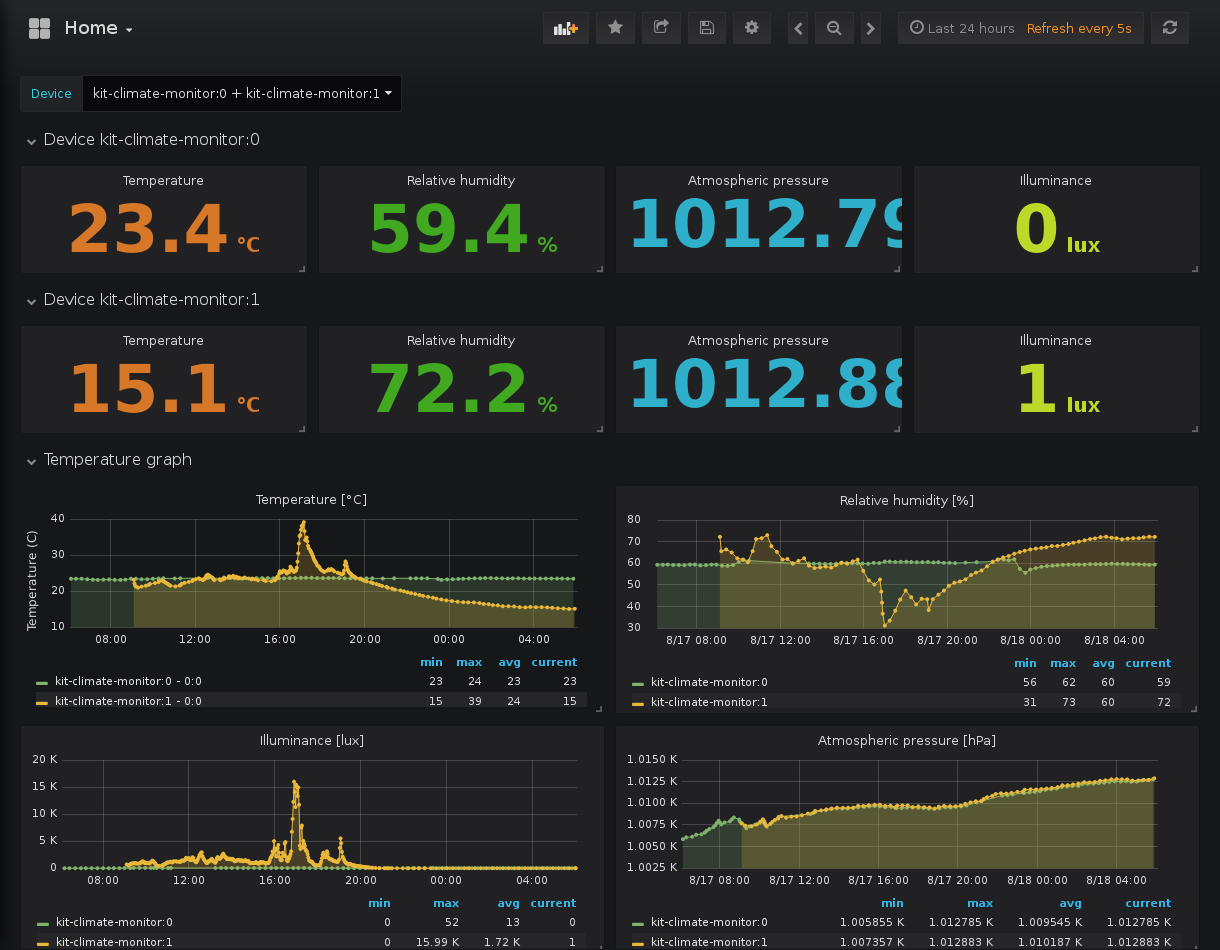 Home
Last 24 hours Refresh every 5s
Device kit-climate-monitor:0 + kit-climate-monitor:1
Device kit-climate-monitor:0
Temperature Relative humidity Atmospheric pressure Illuminance
23.4 °C 59.4 % 1012.79 0 lux
Device kit-climate-monitor:1
Temperature Relative humidity Atmospheric pressure Illuminance
15.1 °C 72.2 % 1012.88 1 lux
Temperature graph
Temperature [°C]
Temperature (C)
40
30
20
10
08:00 12:00 16:00 20:00 00:00 04:00
min max avg current
kit-climate-monitor:0 - 0:0 23 24 23 23
kit-climate-monitor:1 - 0:0 15 39 24 15
Relative humidity [%]
80
70
60
50
40
30
8/17 08:00 8/17 12:00 8/17 16:00 8/17 20:00 8/18 00:00 8/18 04:00
min max avg current
kit-climate-monitor:0 56 62 60 59
kit-climate-monitor:1 31 73 60 72
Illuminance [lux]
20 K
15 K
10 K
5 K
0
08:00 12:00 16:00 20:00 00:00 04:00
min max avg current
kit-climate-monitor:0 0 52 13 0
kit-climate-monitor:1 0 15.99 K 1.72 K 1
Atmospheric pressure [hPa]
1.0150 K
1.0125 K
1.0100 K
1.0075 K
1.0050 K
1.0025 K
8/17 08:00 8/17 12:00 8/17 16:00 8/17 20:00 8/18 00:00 8/18 04:00
min max avg current
kit-climate-monitor:0 1.005855 K 1.012785 K 1.009545 K 1.012785 K
kit-climate-monitor:1 1.007357 K 1.012883 K 1.010187 K 1.012883 K